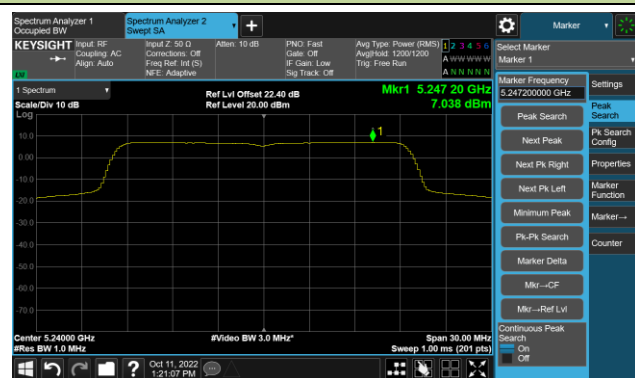 Spectrum Analyzer 1
Occupied BW
Spectrum Analyzer 2
Swept SA
+
Marker
KEYSIGHT
Input: RF
Coupling: AC
Align: Auto
Input Z: 50 Ω
Corrections: Off
Freq Ref: Int (S)
NFE: Adaptive
Atten: 10 dB
PNO: Fast
Gate: Off
IF Gain: Low
Sig Track: Off
Avg Type: Power (RMS)
Avg|Hold: 1200/1200
Trig: Free Run
1 2 3 4 5 6
A W W W W W
A N N N N N
LW
Select Marker
Marker 1
1 Spectrum
Scale/Div 10 dB
Log
Ref Lvl Offset 22.40 dB
Ref Level 20.00 dBm
Mkr1 5.247 20 GHz
7.038 dBm
1
10.0
0.00
-10.0
-20.0
-30.0
-40.0
-50.0
-60.0
-70.0
Center 5.24000 GHz
#Res BW 1.0 MHz
#Video BW 3.0 MHz*
Span 30.00 MHz
Sweep 1.00 ms (201 pts)
Marker Frequency
5.247200000 GHz
Peak Search
Next Peak
Next Pk Right
Next Pk Left
Minimum Peak
Pk-Pk Search
Marker Delta
Mkr→CF
Mkr→Ref Lvl
Continuous Peak
Search
On
Off
Settings
Peak
Search
Pk Search
Config
Properties
Marker
Function
Marker→
Counter
?
Oct 11, 2022
1:21:07 PM